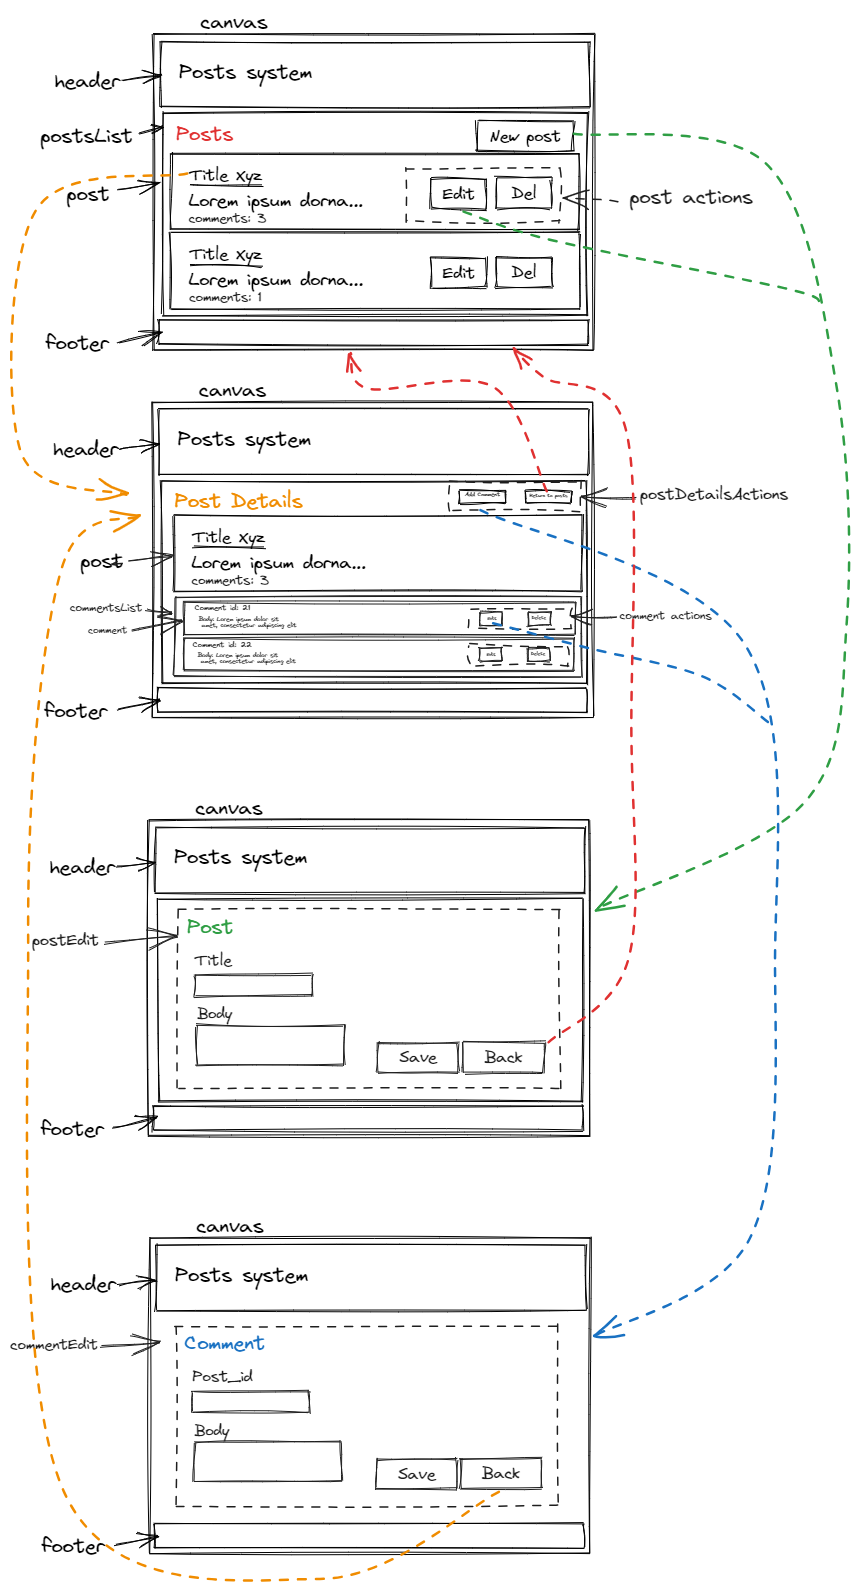 canvas
header
Posts system
postsList
Posts
New post
post
Title Xyz
Lorem ipsum dorna...
comments: 3
Edit
Del
post actions
Title Xyz
Lorem ipsum dorna...
comments: 1
Edit
Del
footer
canvas
header
Posts system
Post Details
Add Comment
Return to posts
postDetailsActions
post
Title Xyz
Lorem ipsum dorna...
comments: 3
commentsList
comment
Comment id: 21
Body: Lorem ipsum dolor sit
amet, consectetur adipiscing elit
Edit
Delete
comment actions
Comment id: 22
Body: Lorem ipsum dolor sit
amet, consectetur adipiscing elit
Edit
Delete
footer
canvas
header
Posts system
postEdit
Post
Title
Body
Save
Back
footer
canvas
header
Posts system
commentEdit
Comment
Post_id
Body
Save
Back
footer